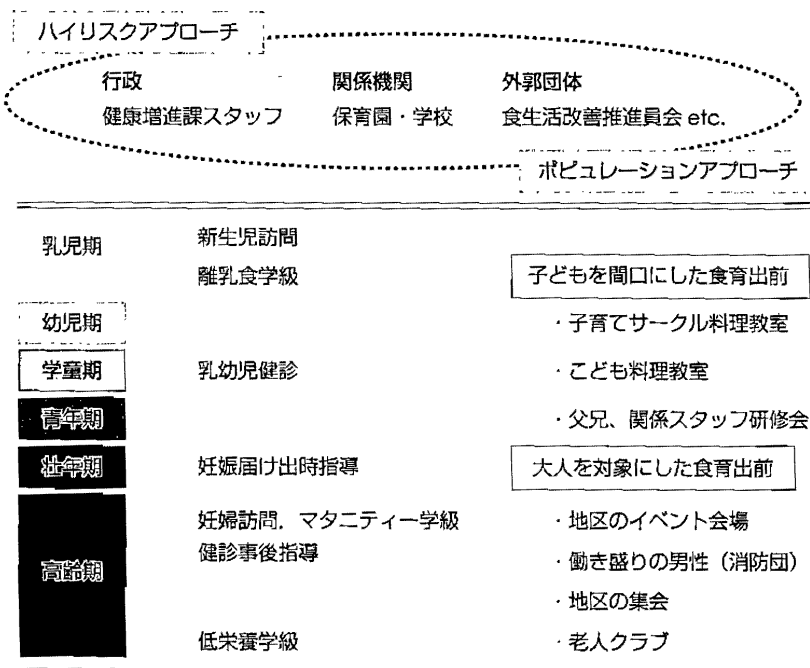 ハイリスクアプローチ
行政 関係機関 外郭団体
健康増進課スタッフ 保育園・学校 食生活改善推進員会 etc.
ポピュレーションアプローチ
乳児期 新生児訪問
離乳食学級 子どもを間口にした食育出前
幼児期 ・子育てサークル料理教室
学童期 乳幼児健診 ・こども料理教室
青年期 ・父兄、関係スタッフ研修会
壮年期 妊娠届け出時指導 大人を対象にした食育出前
妊婦訪問,マタニティー学級 ・地区のイベント会場
高齢期 健診事後指導 ・働き盛りの男性(消防団)
・地区の集会
低栄養学級 ・老人クラブ